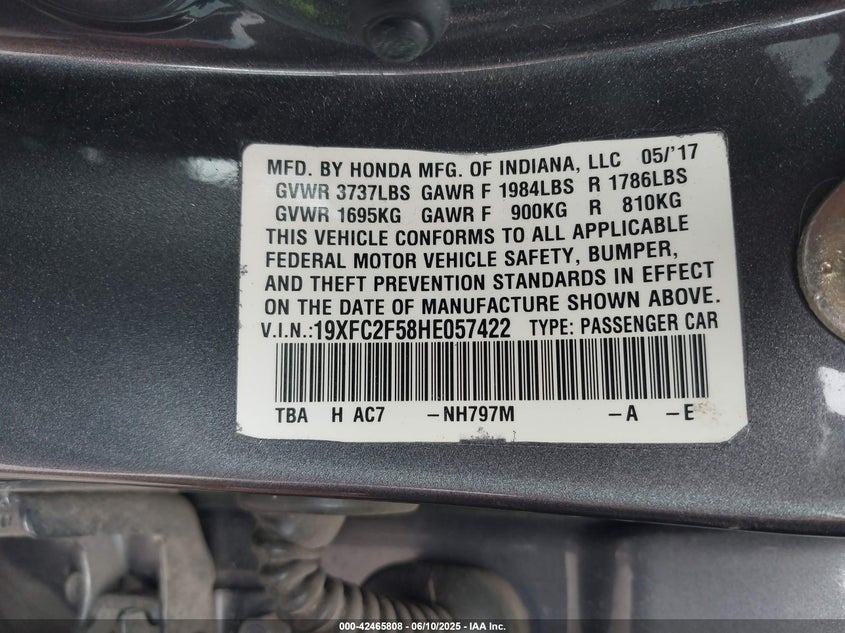 MFD. BY HONDA MFG. OF INDIANA, LLC 05/'17
GVWR 3737LBS GAWR F 1984LBS R 1786LBS
GVWR 1695KG GAWR F 900KG R 810KG
THIS VEHICLE CONFORMS TO ALL APPLICABLE
FEDERAL MOTOR VEHICLE SAFETY, BUMPER,
AND THEFT PREVENTION STANDARDS IN EFFECT
ON THE DATE OF MANUFACTURE SHOWN ABOVE.
V.I.N.:19XFC2F58HE057422 TYPE: PASSENGER CAR
TBA H AC7 -NH797M -A -E
000-42465808 | 06/10/2025 - IAA Inc.